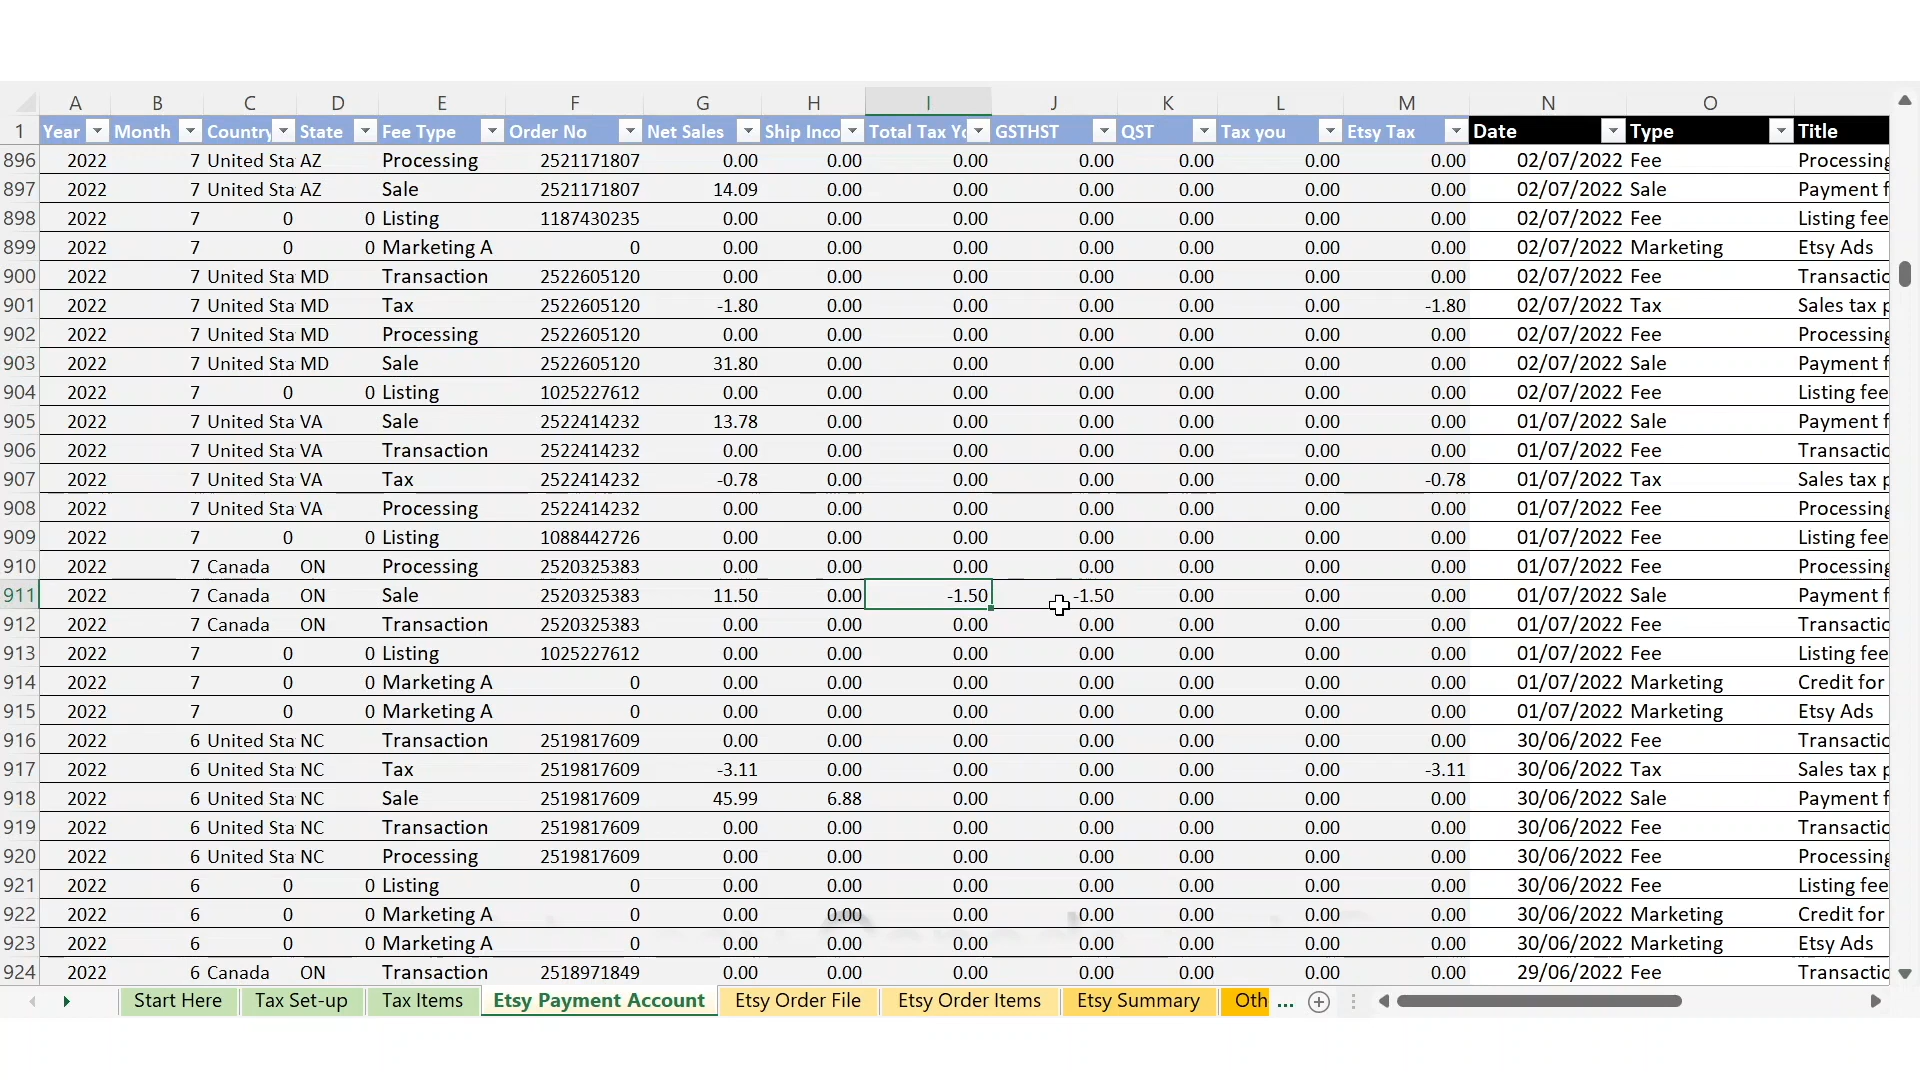 A B C D E F G H I J K L M N O
1 Year Month Country State Fee Type Order No Net Sales Ship Inco Total Tax Yo GSTHST QST Tax you Etsy Tax Date Type Title
896 2022 7 United Sta AZ Processing 2521171807 0.00 0.00 0.00 0.00 0.00 0.00 0.00 02/07/2022 Fee Processing
897 2022 7 United Sta AZ Sale 2521171807 14.09 0.00 0.00 0.00 0.00 0.00 0.00 02/07/2022 Sale Payment f
898 2022 7 0 0 Listing 1187430235 0.00 0.00 0.00 0.00 0.00 0.00 0.00 02/07/2022 Fee Listing fee
899 2022 7 0 0 Marketing A 0 0.00 0.00 0.00 0.00 0.00 0.00 0.00 02/07/2022 Marketing Etsy Ads
900 2022 7 United Sta MD Transaction 2522605120 0.00 0.00 0.00 0.00 0.00 0.00 0.00 02/07/2022 Fee Transactic
901 2022 7 United Sta MD Tax 2522605120 -1.80 0.00 0.00 0.00 0.00 0.00 -1.80 02/07/2022 Tax Sales tax p
902 2022 7 United Sta MD Processing 2522605120 0.00 0.00 0.00 0.00 0.00 0.00 0.00 02/07/2022 Fee Processing
903 2022 7 United Sta MD Sale 2522605120 31.80 0.00 0.00 0.00 0.00 0.00 0.00 02/07/2022 Sale Payment f
904 2022 7 0 0 Listing 1025227612 0.00 0.00 0.00 0.00 0.00 0.00 0.00 02/07/2022 Fee Listing fee
905 2022 7 United Sta VA Sale 2522414232 13.78 0.00 0.00 0.00 0.00 0.00 0.00 01/07/2022 Sale Payment f
906 2022 7 United Sta VA Transaction 2522414232 0.00 0.00 0.00 0.00 0.00 0.00 0.00 01/07/2022 Fee Transactic
907 2022 7 United Sta VA Tax 2522414232 -0.78 0.00 0.00 0.00 0.00 0.00 -0.78 01/07/2022 Tax Sales tax p
908 2022 7 United Sta VA Processing 2522414232 0.00 0.00 0.00 0.00 0.00 0.00 0.00 01/07/2022 Fee Processing
909 2022 7 0 0 Listing 1088442726 0.00 0.00 0.00 0.00 0.00 0.00 0.00 01/07/2022 Fee Listing fee
910 2022 7 Canada ON Processing 2520325383 0.00 0.00 0.00 0.00 0.00 0.00 0.00 01/07/2022 Fee Processing
911 2022 7 Canada ON Sale 2520325383 11.50 0.00 -1.50 -1.50 0.00 0.00 0.00 01/07/2022 Sale Payment f
912 2022 7 Canada ON Transaction 2520325383 0.00 0.00 0.00 0.00 0.00 0.00 0.00 01/07/2022 Fee Transactic
913 2022 7 0 0 Listing 1025227612 0.00 0.00 0.00 0.00 0.00 0.00 0.00 01/07/2022 Fee Listing fee
914 2022 7 0 0 Marketing A 0 0.00 0.00 0.00 0.00 0.00 0.00 0.00 01/07/2022 Marketing Credit for
915 2022 7 0 0 Marketing A 0 0.00 0.00 0.00 0.00 0.00 0.00 0.00 01/07/2022 Marketing Etsy Ads
916 2022 6 United Sta NC Transaction 2519817609 0.00 0.00 0.00 0.00 0.00 0.00 0.00 30/06/2022 Fee Transactic
917 2022 6 United Sta NC Tax 2519817609 -3.11 0.00 0.00 0.00 0.00 0.00 -3.11 30/06/2022 Tax Sales tax p
918 2022 6 United Sta NC Sale 2519817609 45.99 6.88 0.00 0.00 0.00 0.00 0.00 30/06/2022 Sale Payment f
919 2022 6 United Sta NC Transaction 2519817609 0.00 0.00 0.00 0.00 0.00 0.00 0.00 30/06/2022 Fee Transactic
920 2022 6 United Sta NC Processing 2519817609 0.00 0.00 0.00 0.00 0.00 0.00 0.00 30/06/2022 Fee Processing
921 2022 6 0 0 Listing 0 0.00 0.00 0.00 0.00 0.00 0.00 0.00 30/06/2022 Fee Listing fee
922 2022 6 0 0 Marketing A 0 0.00 0.00 0.00 0.00 0.00 0.00 0.00 30/06/2022 Marketing Credit for
923 2022 6 0 0 Marketing A 0 0.00 0.00 0.00 0.00 0.00 0.00 0.00 30/06/2022 Marketing Etsy Ads
924 2022 6 Canada ON Transaction 2518971849 0.00 0.00 0.00 0.00 0.00 0.00 0.00 29/06/2022 Fee Transactic
Start Here Tax Set-up Tax Items Etsy Payment Account Etsy Order File Etsy Order Items Etsy Summary Oth ...